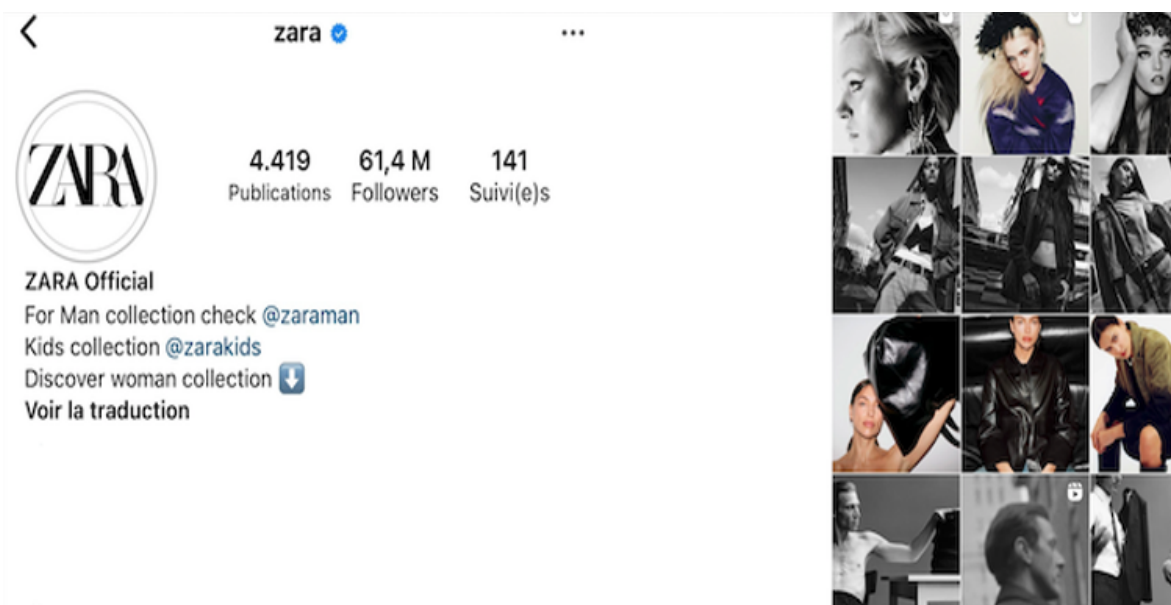 zara
ZARA
4.419 61,4 M 141
Publications Followers Suivi(e)s
ZARA Official
For Man collection check @zaraman
Kids collection @zarakids
Discover woman collection
Voir la traduction